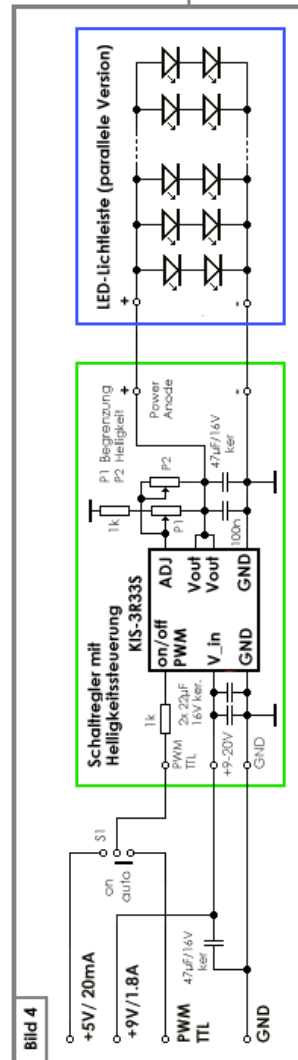 Bild 4
+5V/ 20mA
+9V/1.8A
PWM
TTL
GND
S1
on
auto
47µF/16V
ker
Schaltregler mit
Helligkeitssteuerung
KIS-3R33S
1k
PWM
TTL
2x 22µF
16V ker.
+9-20V
GND
on/off
PWM
V_in
GND
ADJ
Vout
Vout
GND
1k
P1
P2
P1 Begrenzung
P2 Helligkeit
100n
47µF/16V
ker
+
Power
Anode
-
LED-Lichtleiste (parallele Version)
+
-